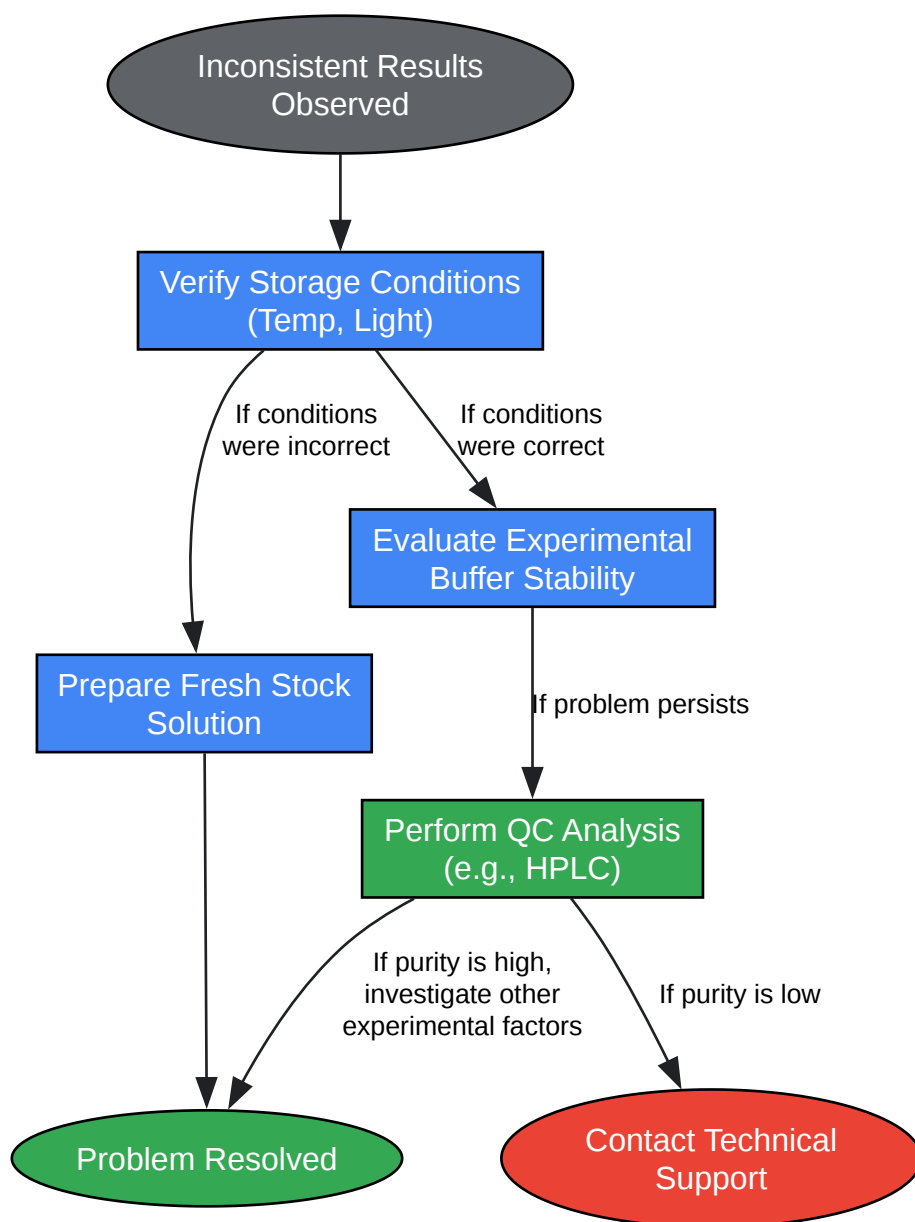 Inconsistent Results
Observed
Verify Storage Conditions
(Temp, Light)
If conditions
were incorrect
If conditions
were correct
Evaluate Experimental
Buffer Stability
Prepare Fresh Stock
Solution
If problem persists
Perform QC Analysis
(e.g., HPLC)
If purity is high,
investigate other
experimental factors
If purity is low
Problem Resolved
Contact Technical
Support